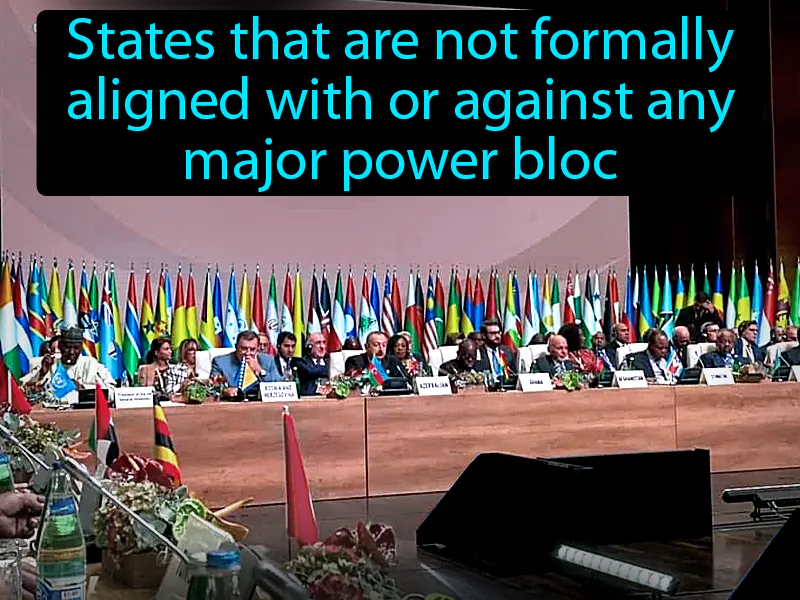 States that are not formally
aligned with or against any
major power bloc
BOSNIA AND
HERZEGOVINA
AZERBAIJAN
GHANA
AFGHANISTAN